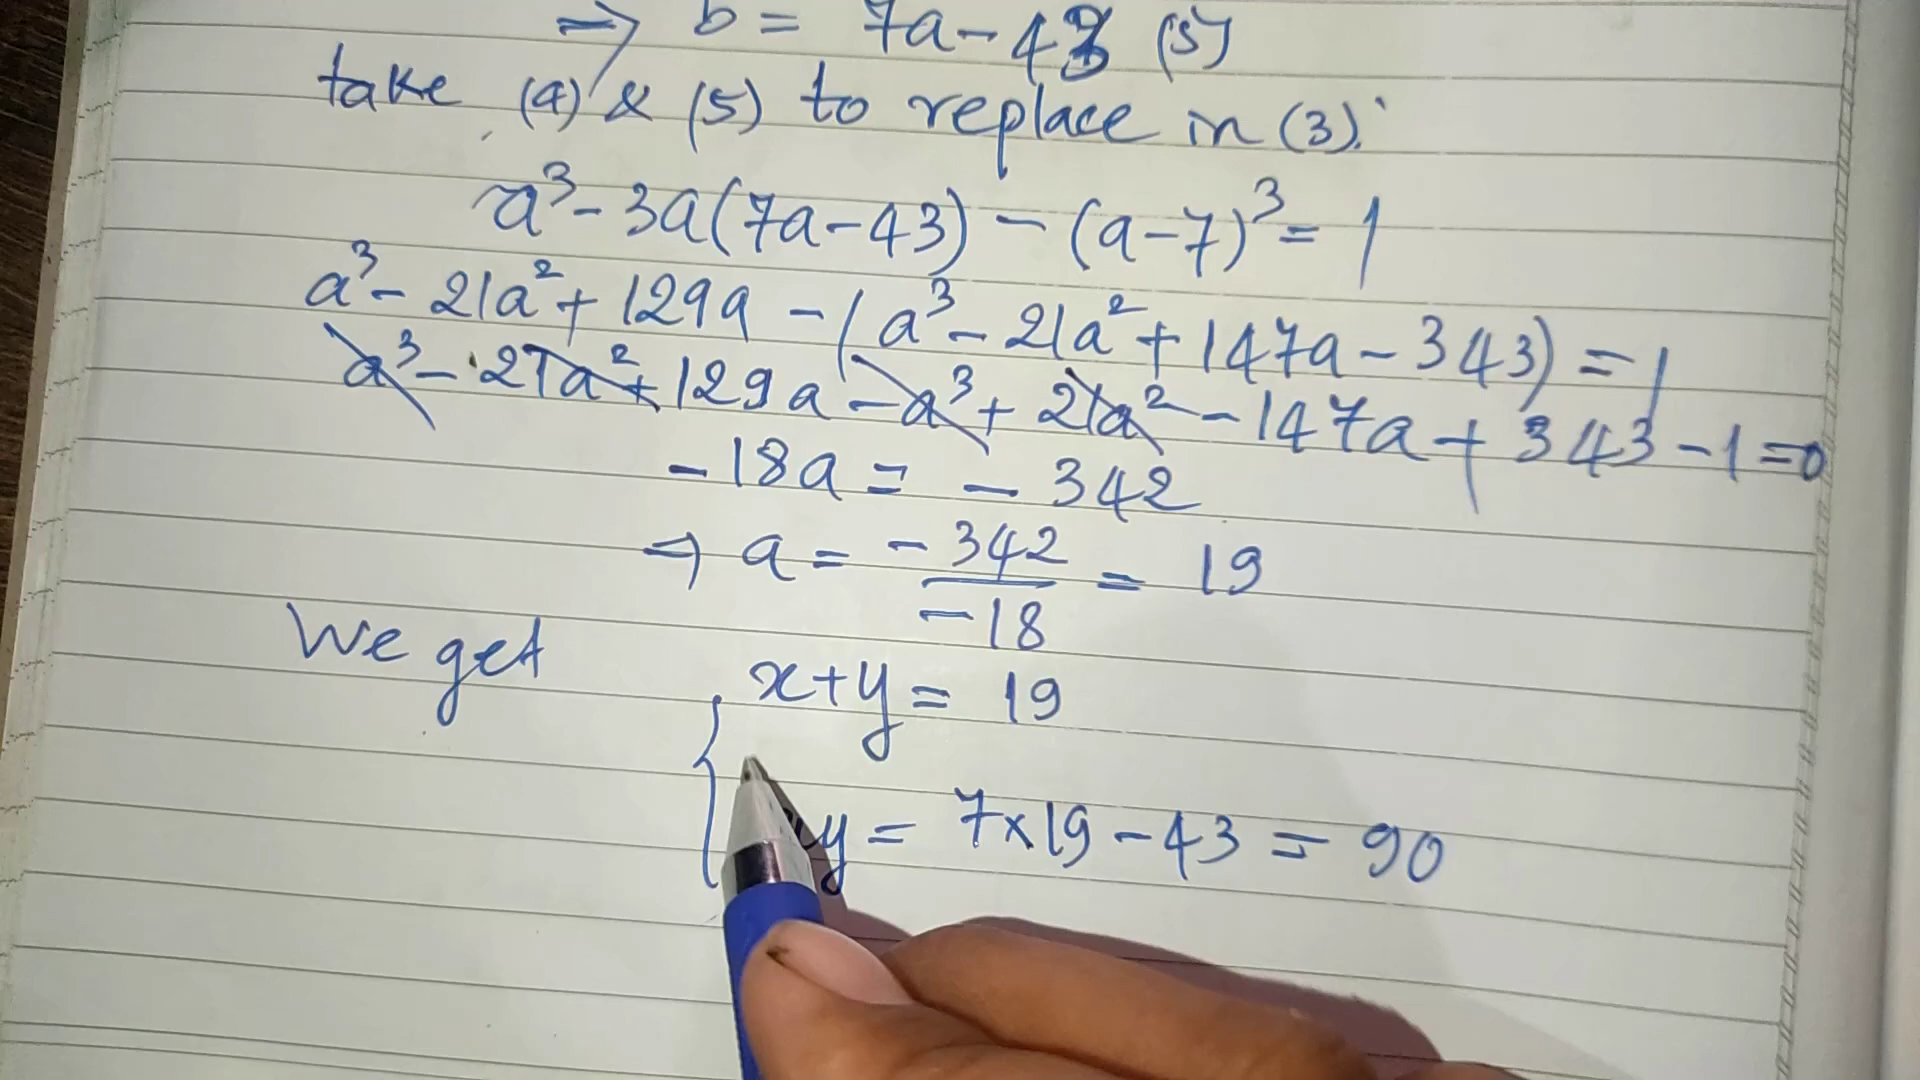 ⇒ b = 7a - 43 (5)
take (4) & (5) to replace in (3).
a³ - 3a(7a - 43) - (a - 7)³ = 1
a³ - 21a² + 129a - (a³ - 21a² + 147a - 343) = 1
a³ - 21a² + 129a - a³ + 21a² - 147a + 343 - 1 = 0
-18a = - 342
⇒ a = -342/-18 = 19
We get
x + y = 19
y = 7×19 - 43 = 90